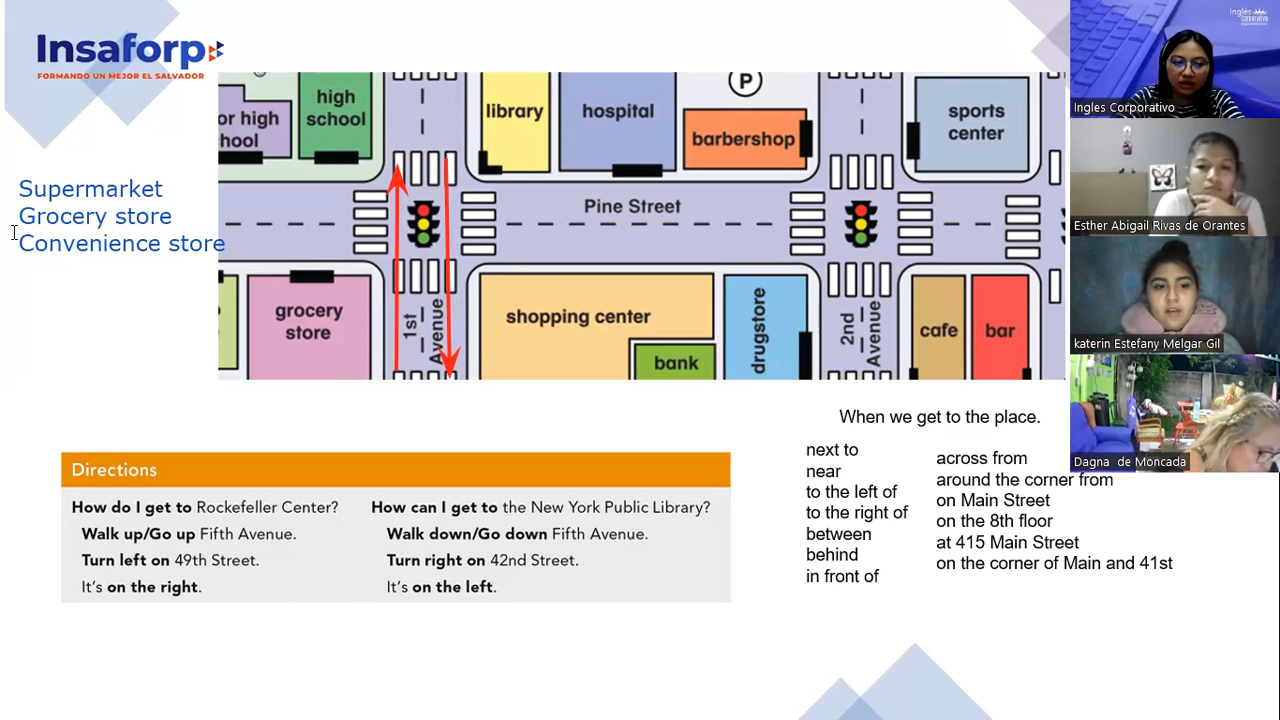 Insaforp
FORMANDO UN MEJOR EL SALVADOR
Supermarket
Grocery store
Convenience store
or high
hool
high
school
library
hospital
P
barbershop
sports
center
Pine Street
grocery
store
1st
Avenue
shopping center
bank
drugstore
2nd
Avenue
cafe
bar
Directions
How do I get to Rockefeller Center?
Walk up/Go up Fifth Avenue.
Turn left on 49th Street.
It's on the right.
How can I get to the New York Public Library?
Walk down/Go down Fifth Avenue.
Turn right on 42nd Street.
It's on the left.
When we get to the place.
next to
near
to the left of
to the right of
between
behind
in front of
across from
around the corner from
on Main Street
on the 8th floor
at 415 Main Street
on the corner of Main and 41st
Inglés
Corporativo
Ingles Corporativo
Esther Abigail Rivas de Orantes
katerin Estefany Melgar Gil
Dagna de Moncada